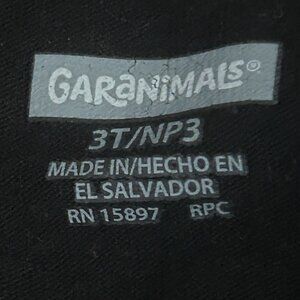 GARANIMALS®
3T/NP3
MADE IN/HECHO EN
EL SALVADOR
RN 15897 RPC